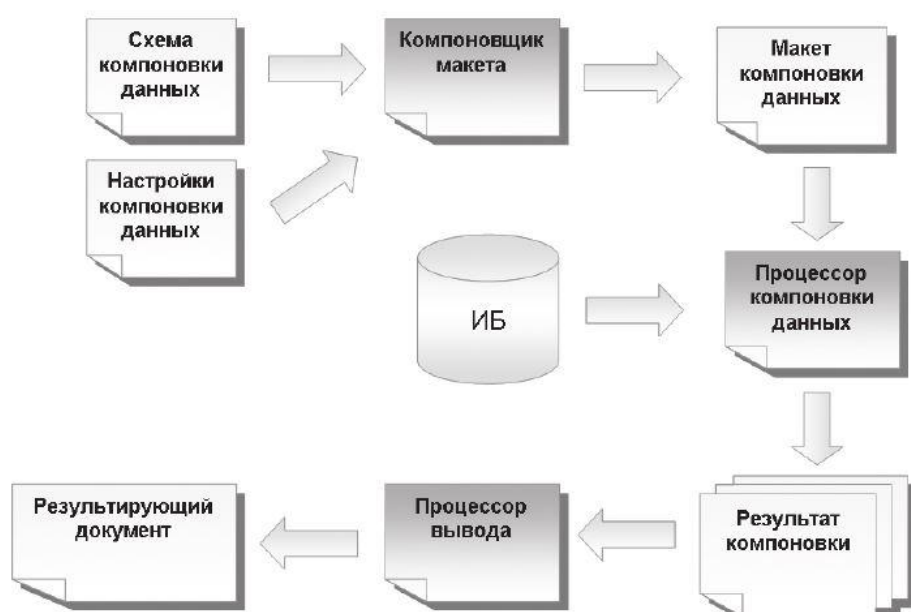 Схема
компоновки
данных
Компоновщик
макета
Макет
компоновки
данных
Настройки
компоновки
данных
ИБ
Процессор
компоновки
данных
Результирующий
документ
Процессор
вывода
Результат
компоновки